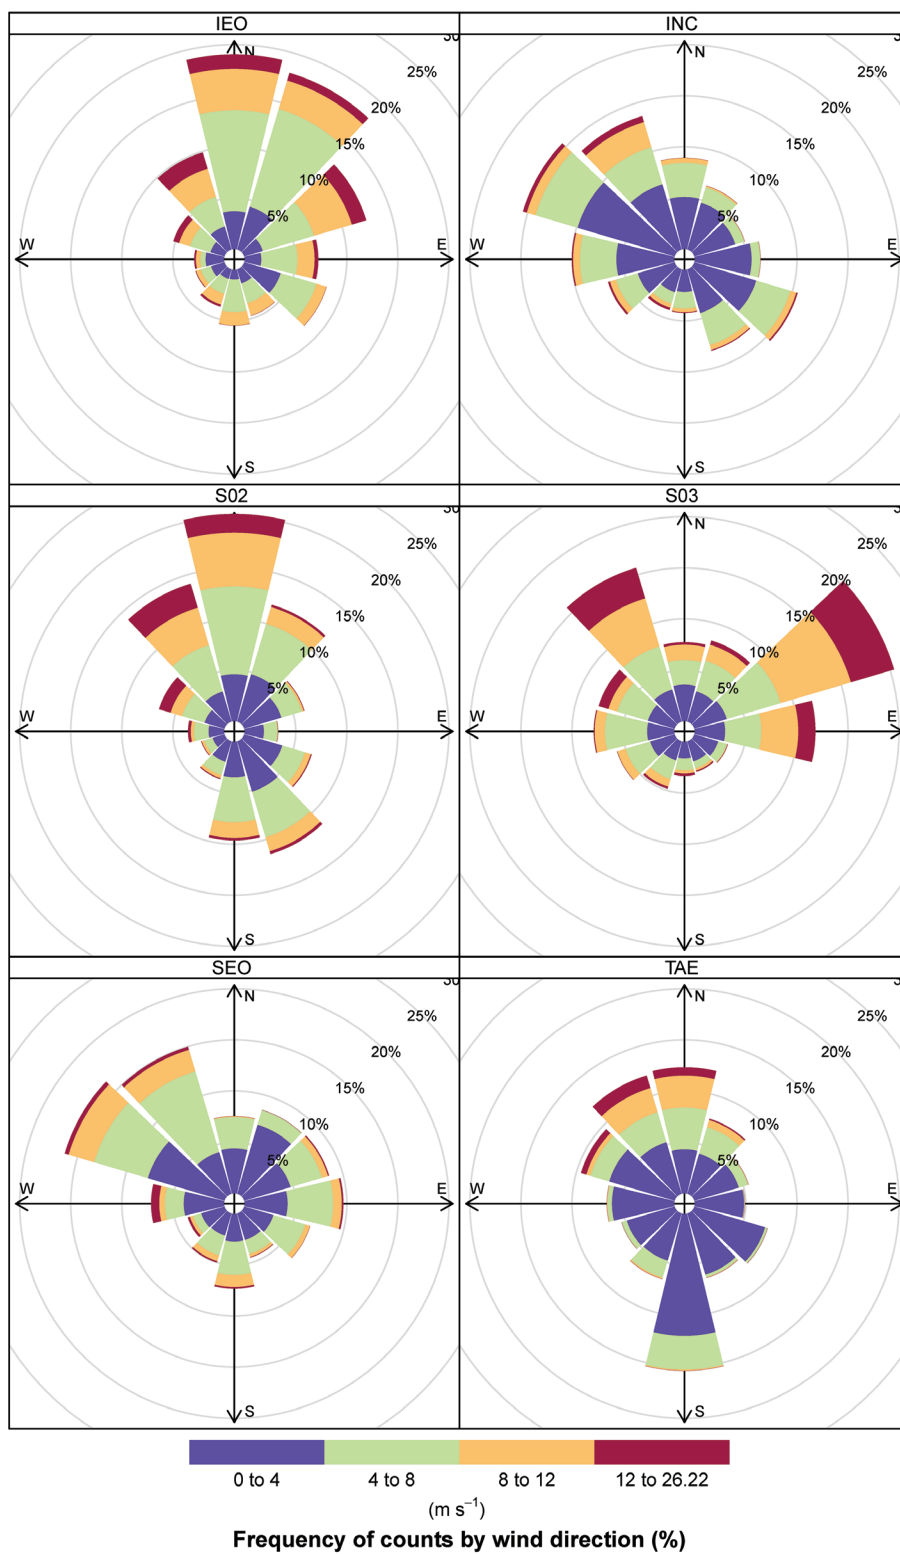 IEO
N
25%
20%
15%
10%
5%
W
E
S
INC
N
25%
20%
15%
10%
5%
W
E
S
S02
25%
20%
15%
10%
5%
W
E
S
S03
N
25%
20%
15%
10%
5%
W
E
S
SEO
N
25%
20%
15%
10%
5%
W
E
S
TAE
N
25%
20%
15%
10%
5%
W
E
S
0 to 4 4 to 8 8 to 12 12 to 26.22
(m s⁻¹)
Frequency of counts by wind direction (%)